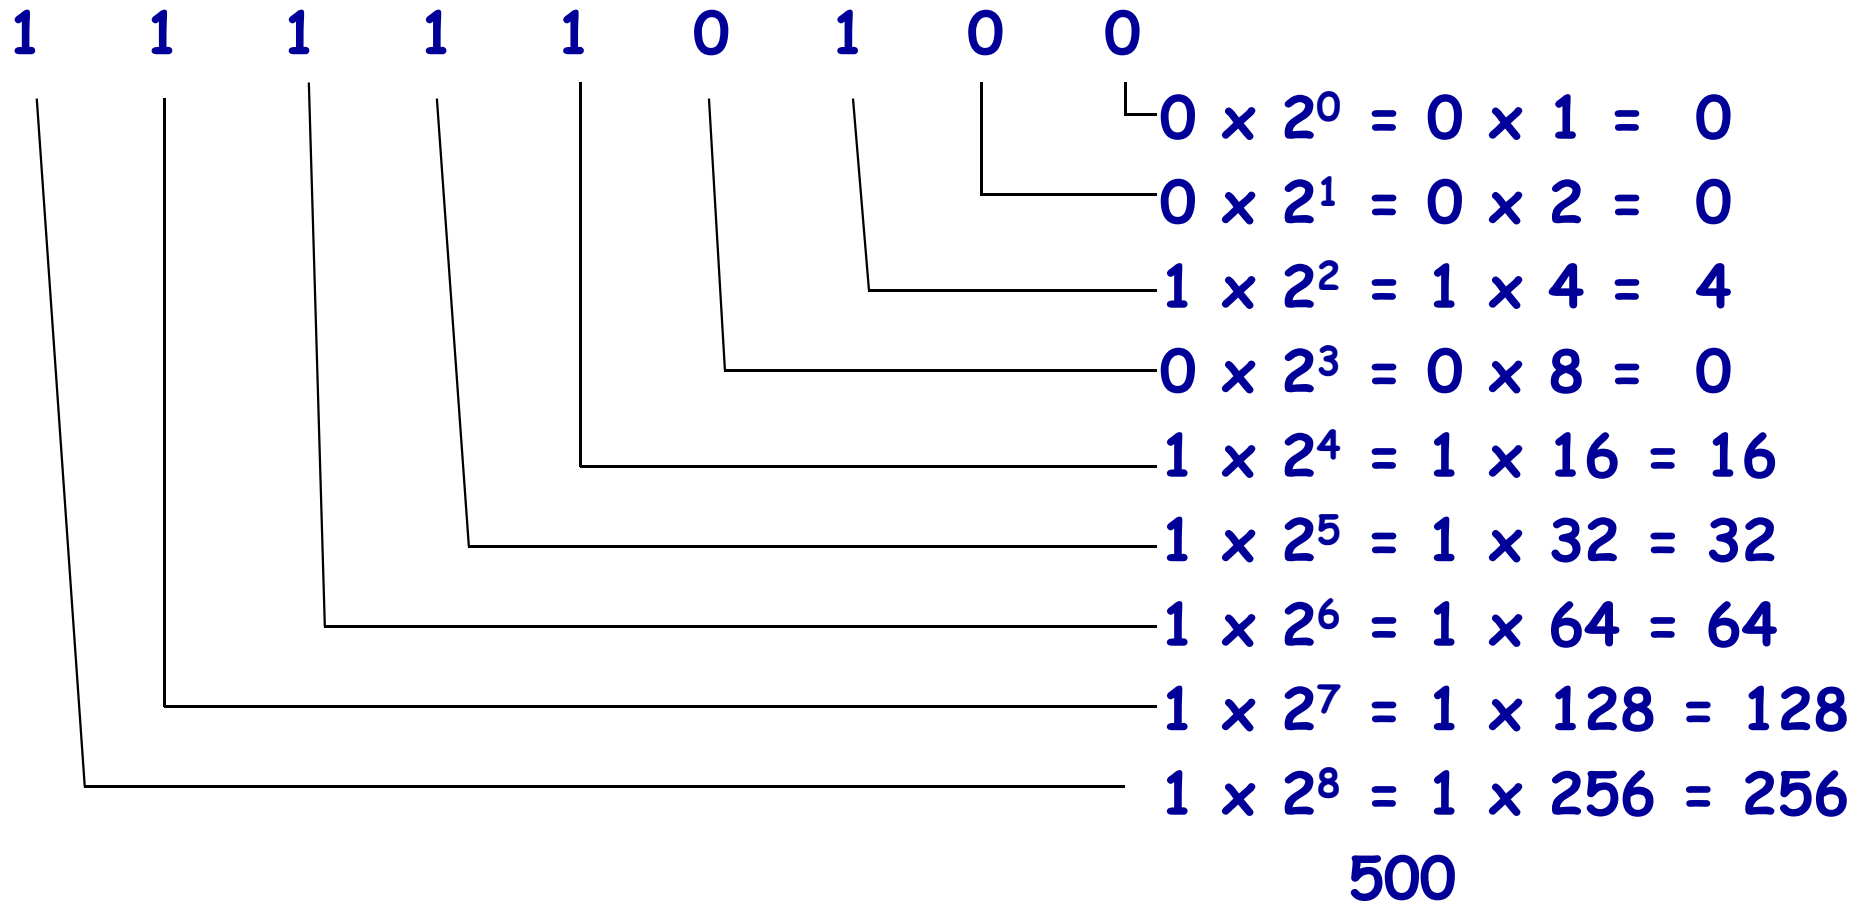 1 1 1 1 1 0 1 0 0
0 x 2⁰ = 0 x 1 = 0
0 x 2¹ = 0 x 2 = 0
1 x 2² = 1 x 4 = 4
0 x 2³ = 0 x 8 = 0
1 x 2⁴ = 1 x 16 = 16
1 x 2⁵ = 1 x 32 = 32
1 x 2⁶ = 1 x 64 = 64
1 x 2⁷ = 1 x 128 = 128
1 x 2⁸ = 1 x 256 = 256
500